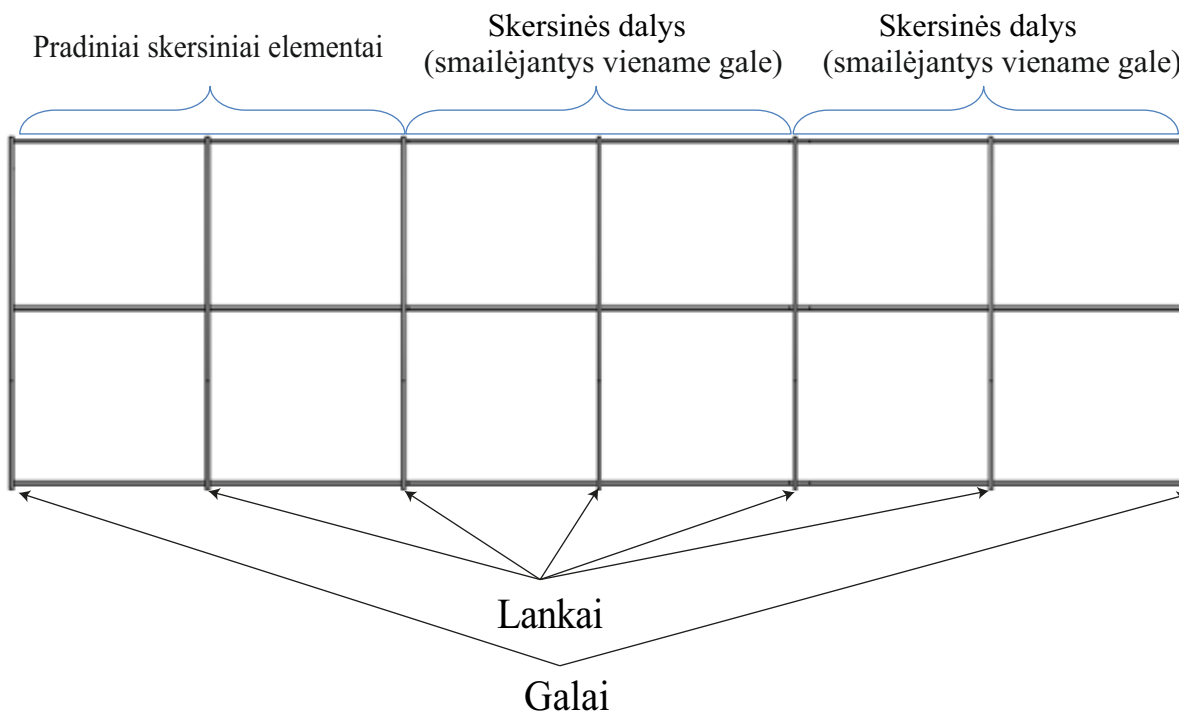 Pradiniai skersiniai elementai
Skersinės dalys
(smailėjantys viename gale)
Skersinės dalys
(smailėjantys viename gale)
Lankai
Galai